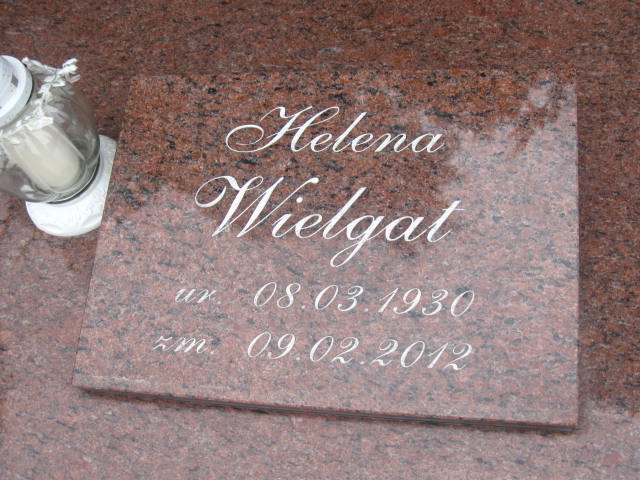 Helena
Wielgat
ur. 08.03.1930
zm. 09.02.2012